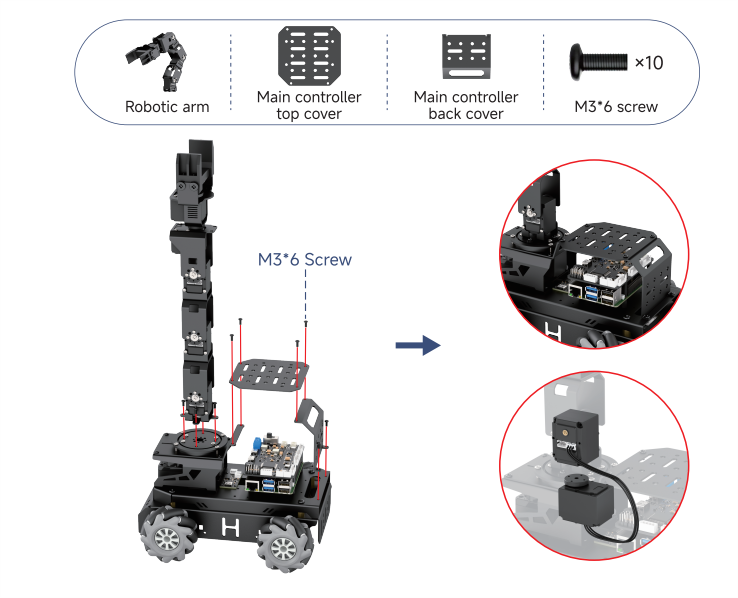 Robotic arm
Main controller
top cover
Main controller
back cover
×10
M3*6 screw
M3*6 Screw
H
H